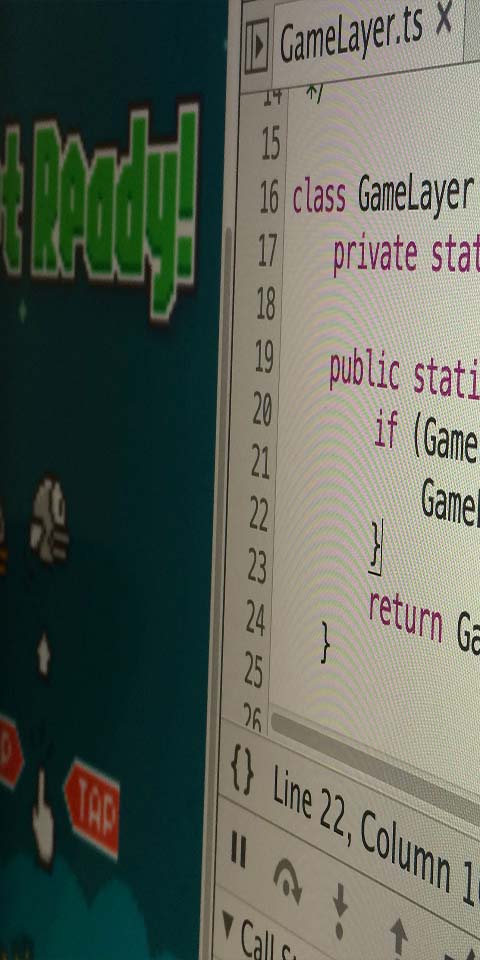 t Ready!
TAP
GameLayer.ts X
14 */
15
16 class GameLayer
17 private stat
18
19 public stati
20 if (Game
21 Game
22 }
23 return Ga
24 }
25
26
{} Line 22, Column 1
▼ Call S